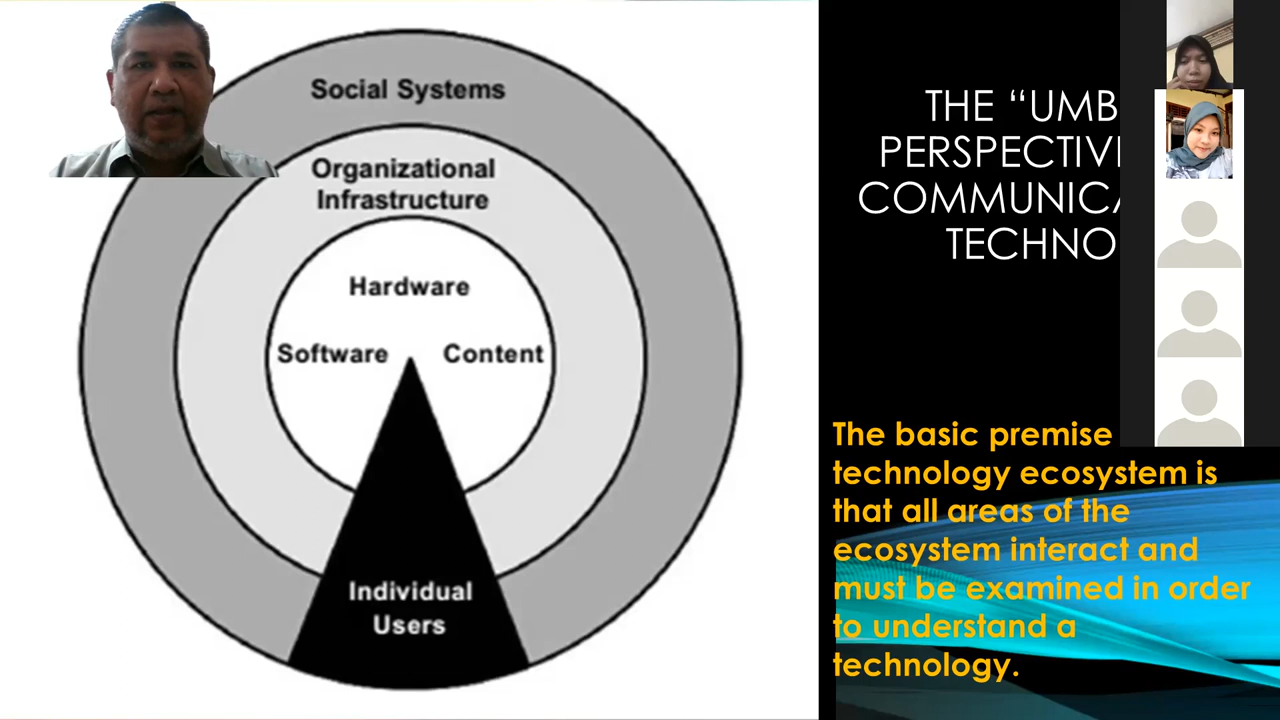 Social Systems
Organizational
Infrastructure
Hardware
Software
Content
Individual
Users
THE “UMB
PERSPECTIV
COMMUNICA
TECHNO
The basic premise
technology ecosystem is
that all areas of the
ecosystem interact and
must be examined in order
to understand a
technology.